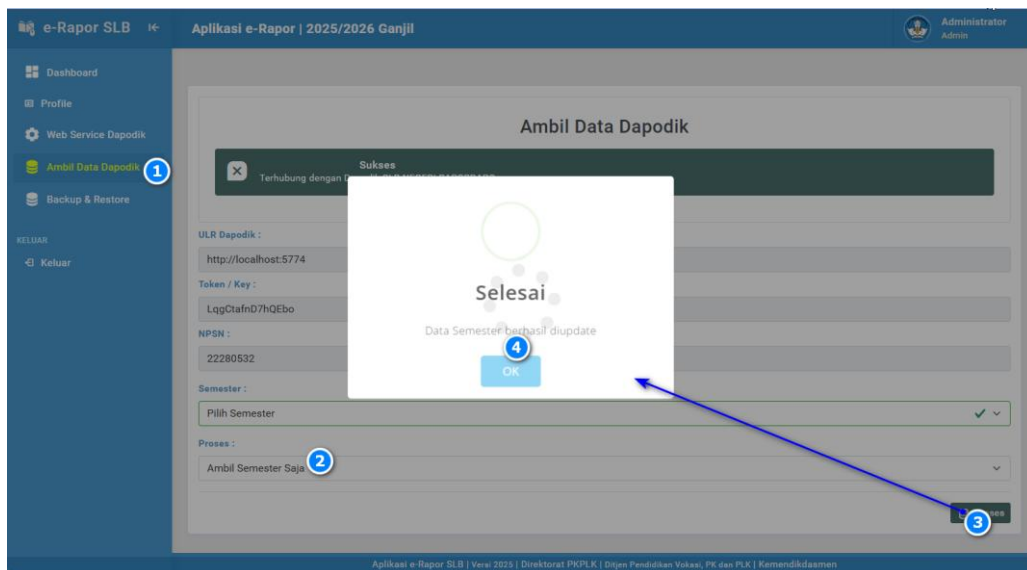 e-Rapor SLB
Aplikasi e-Rapor | 2025/2026 Ganjil
Administrator
Admin
Dashboard
Profile
Web Service Dapodik
Ambil Data Dapodik
1
Backup & Restore
KELUAR
Keluar
Ambil Data Dapodik
Sukses
Terhubung dengan
ULR Dapodik :
http://localhost:5774
Token / Key :
LqgCtafnD7hQEbo
NPSN :
22280532
Semester :
Pilih Semester
Proses :
Ambil Semester Saja
2
Selesai
Data Semester berhasil diupdate
4
OK
3
Aplikasi e-Rapor SLB | Versi 2025 | Direktorat PKPLK | Ditjen Pendidikan Vokasi, PK dan PLK | Kemendikdasmen